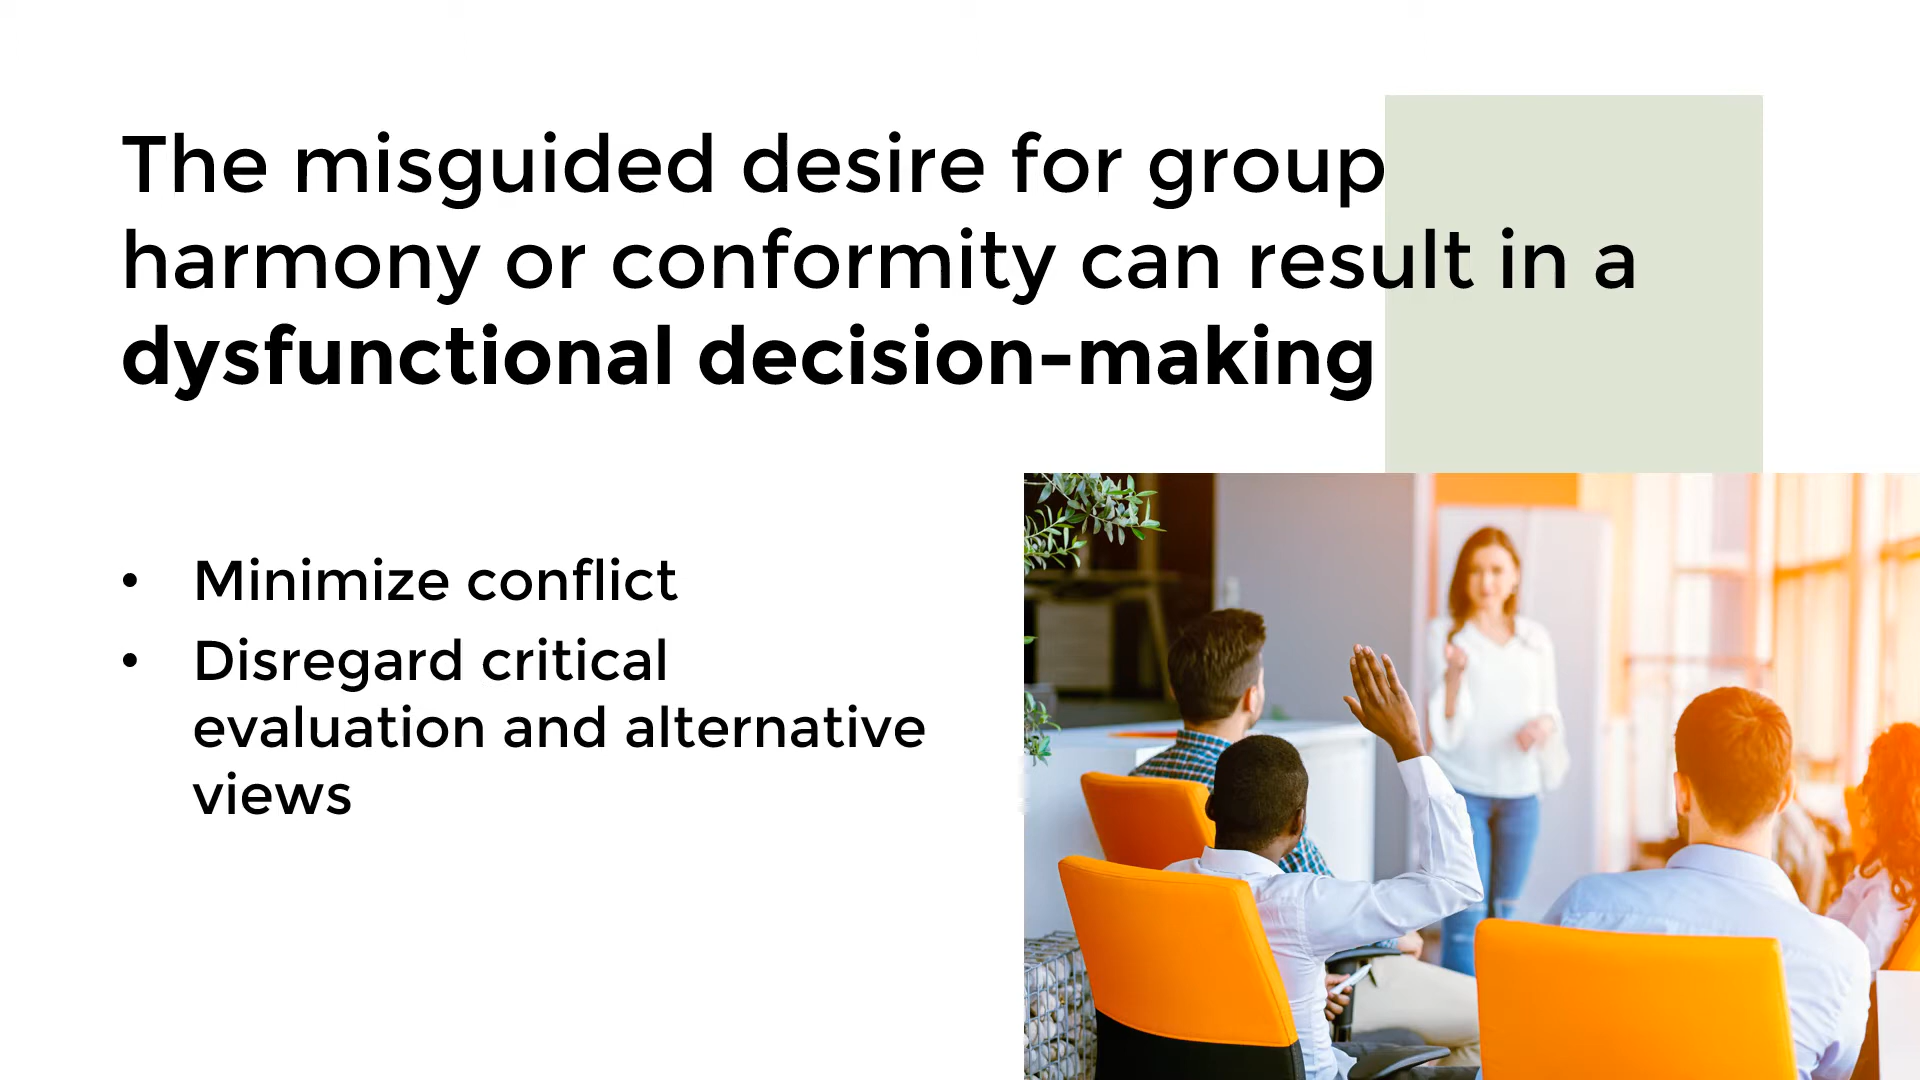 The misguided desire for group
harmony or conformity can result in a
dysfunctional decision-making
• Minimize conflict
• Disregard critical
evaluation and alternative
views